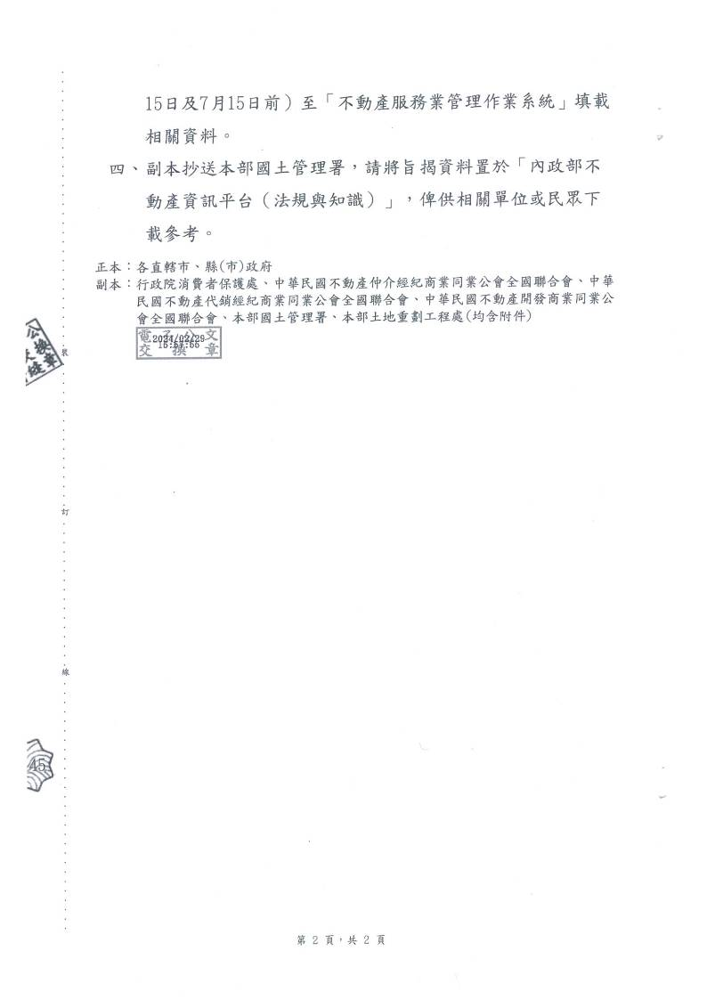 15日及7月15日前）至「不動產服務業管理作業系統」填載
相關資料。
四、副本抄送本部國土管理署，請將旨揭資料置於「內政部不
動產資訊平台（法規與知識）」，俾供相關單位或民眾下
載參考。
正本：各直轄市、縣(市)政府
副本：行政院消費者保護處、中華民國不動產仲介經紀商業同業公會全國聯合會、中華
民國不動產代銷經紀商業同業公會全國聯合會、中華民國不動產開發商業同業公
會全國聯合會、本部國土管理署、本部土地重劃工程處(均含附件)
電子公文
2024/02/29
交換章
公
換
縫章
裝
訂
線
45
第 2 頁，共 2 頁